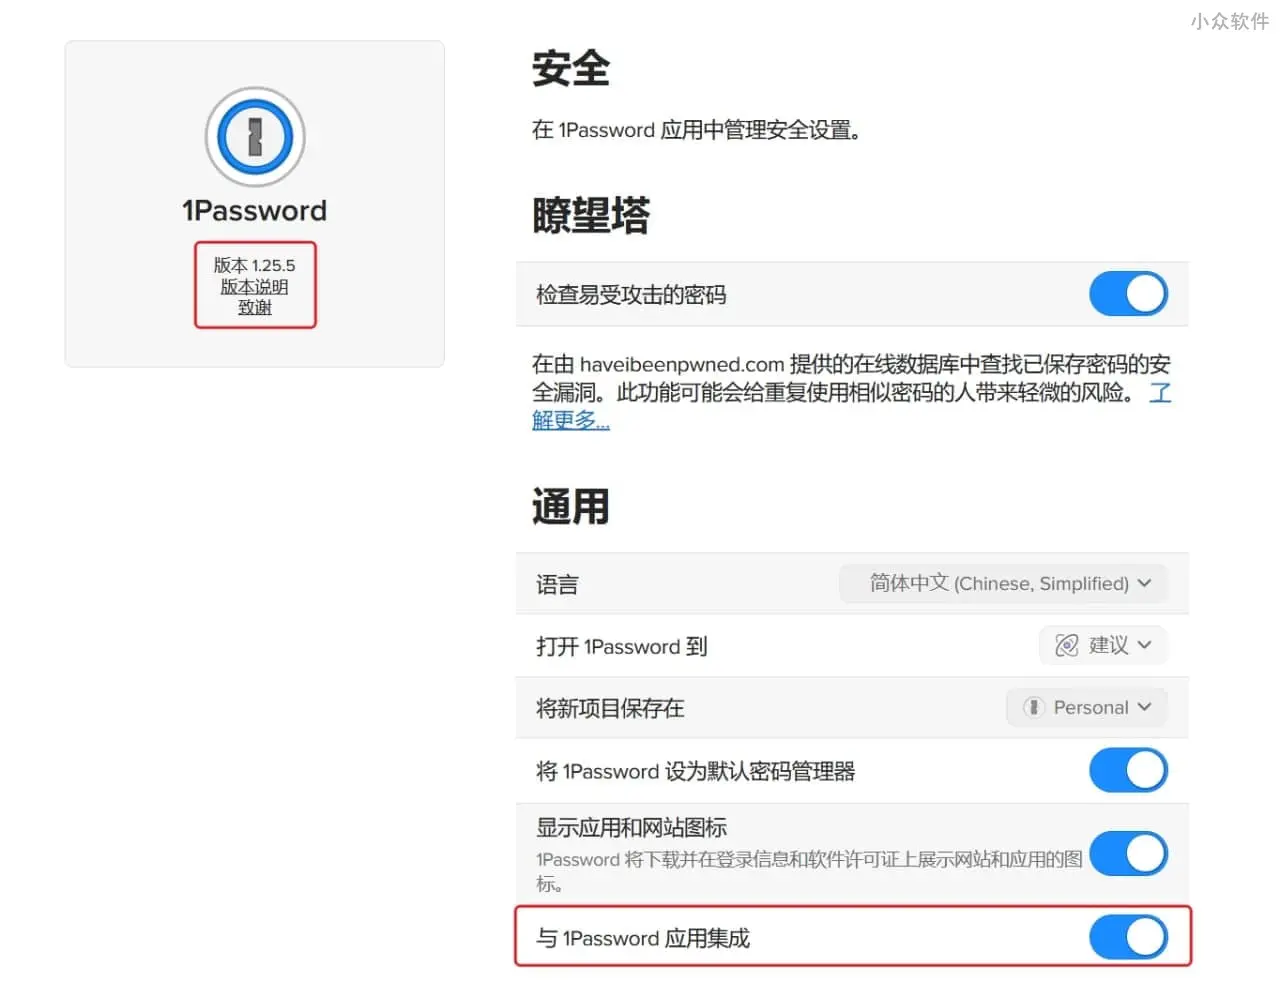 小众软件
1Password
版本 1.25.5
版本说明
致谢
安全
在 1Password 应用中管理安全设置。
瞭望塔
检查易受攻击的密码
在由 haveibeenpwned.com 提供的在线数据库中查找已保存密码的安
全漏洞。此功能可能会给重复使用相似密码的人带来轻微的风险。 了
解更多...
通用
语言
简体中文 (Chinese, Simplified)
打开 1Password 到
建议
将新项目保存在
Personal
将 1Password 设为默认密码管理器
显示应用和网站图标
1Password 将下载并在登录信息和软件许可证上展示网站和应用的图
标。
与 1Password 应用集成